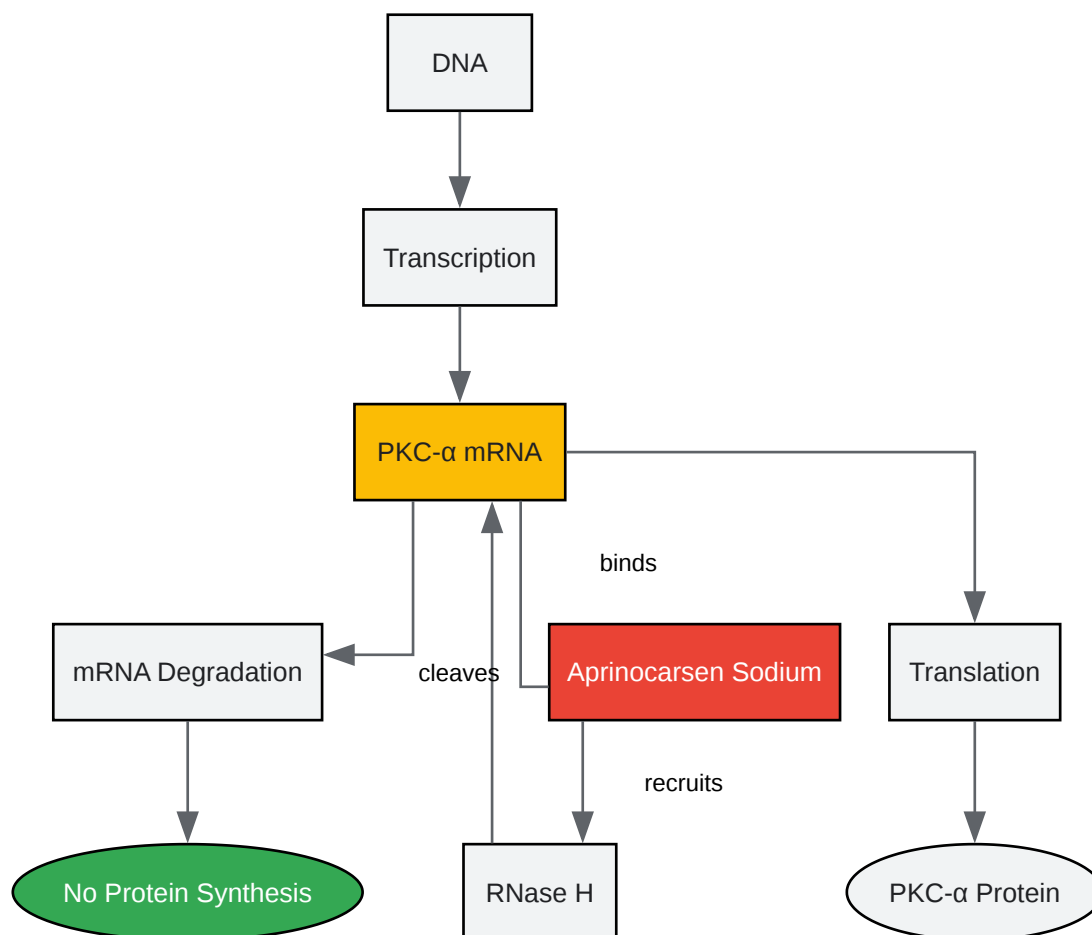 DNA
Transcription
PKC-α mRNA
binds
mRNA Degradation
cleaves
Aprinocarsen Sodium
Translation
recruits
No Protein Synthesis
RNase H
PKC-α Protein